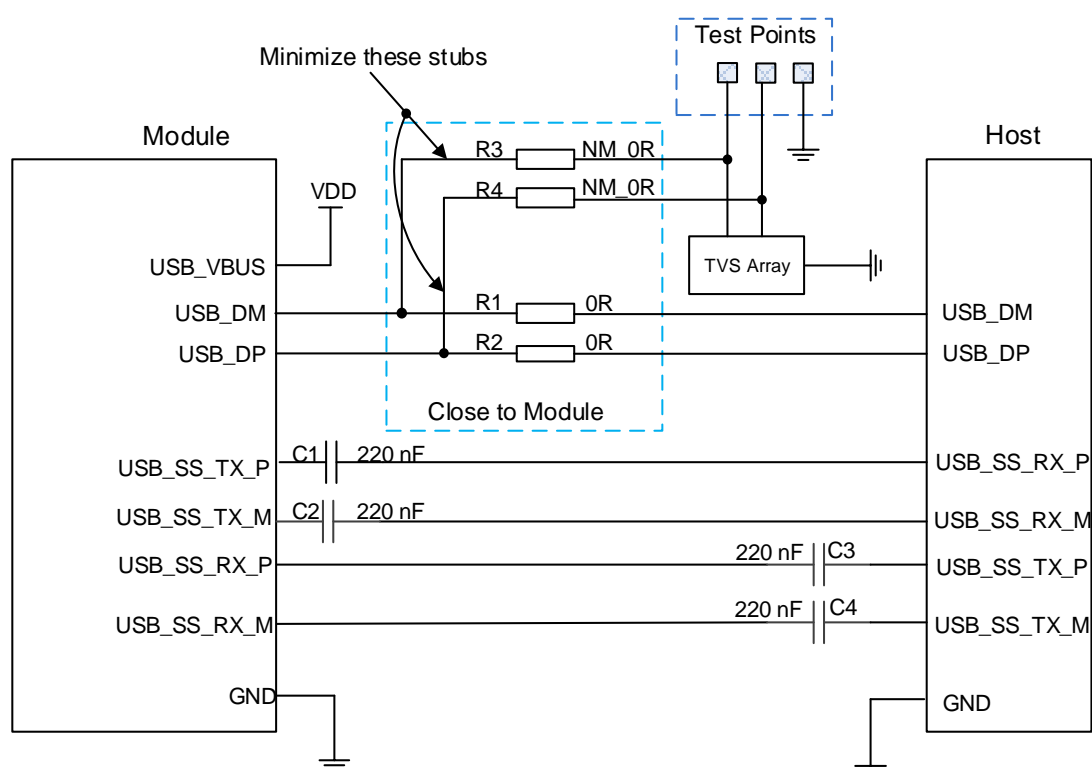 Test Points
Minimize these stubs
Module
Host
R3
NM_0R
VDD
R4
NM_0R
TVS Array
USB_VBUS
USB_DM
R1
0R
USB_DM
USB_DP
R2
0R
USB_DP
Close to Module
USB_SS_TX_P
C1
220 nF
USB_SS_RX_P
USB_SS_TX_M
C2
220 nF
USB_SS_RX_M
USB_SS_RX_P
220 nF
C3
USB_SS_TX_P
USB_SS_RX_M
220 nF
C4
USB_SS_TX_M
GND
GND